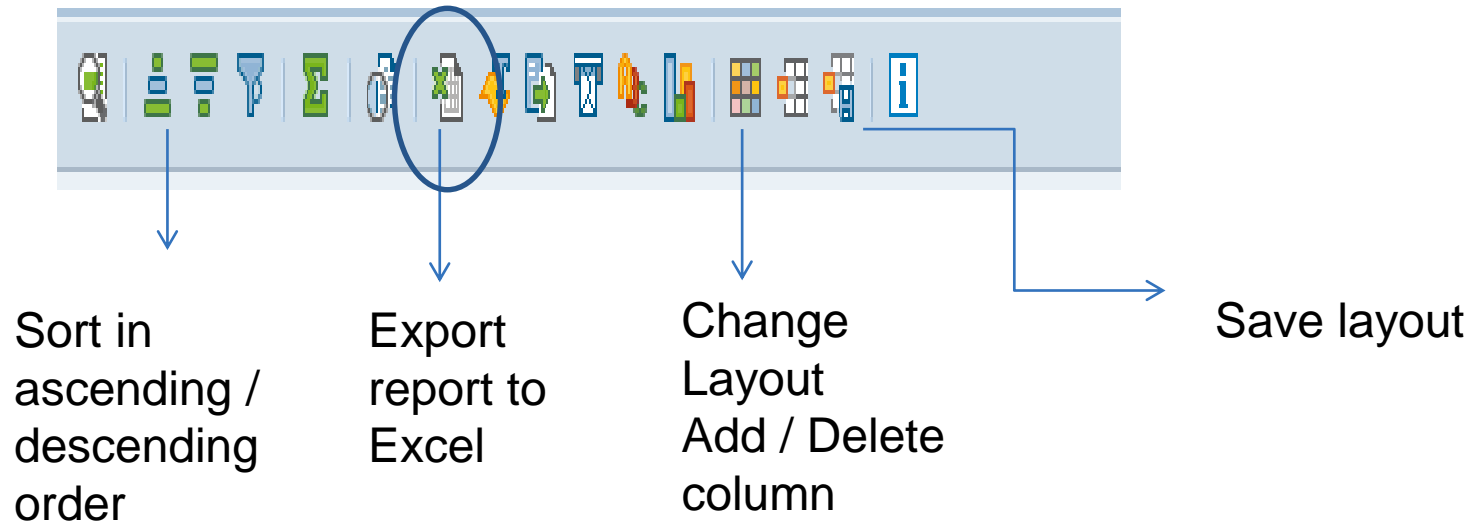 Sort in
ascending /
descending
order
Export
report to
Excel
Change
Layout
Add / Delete
column
Save layout